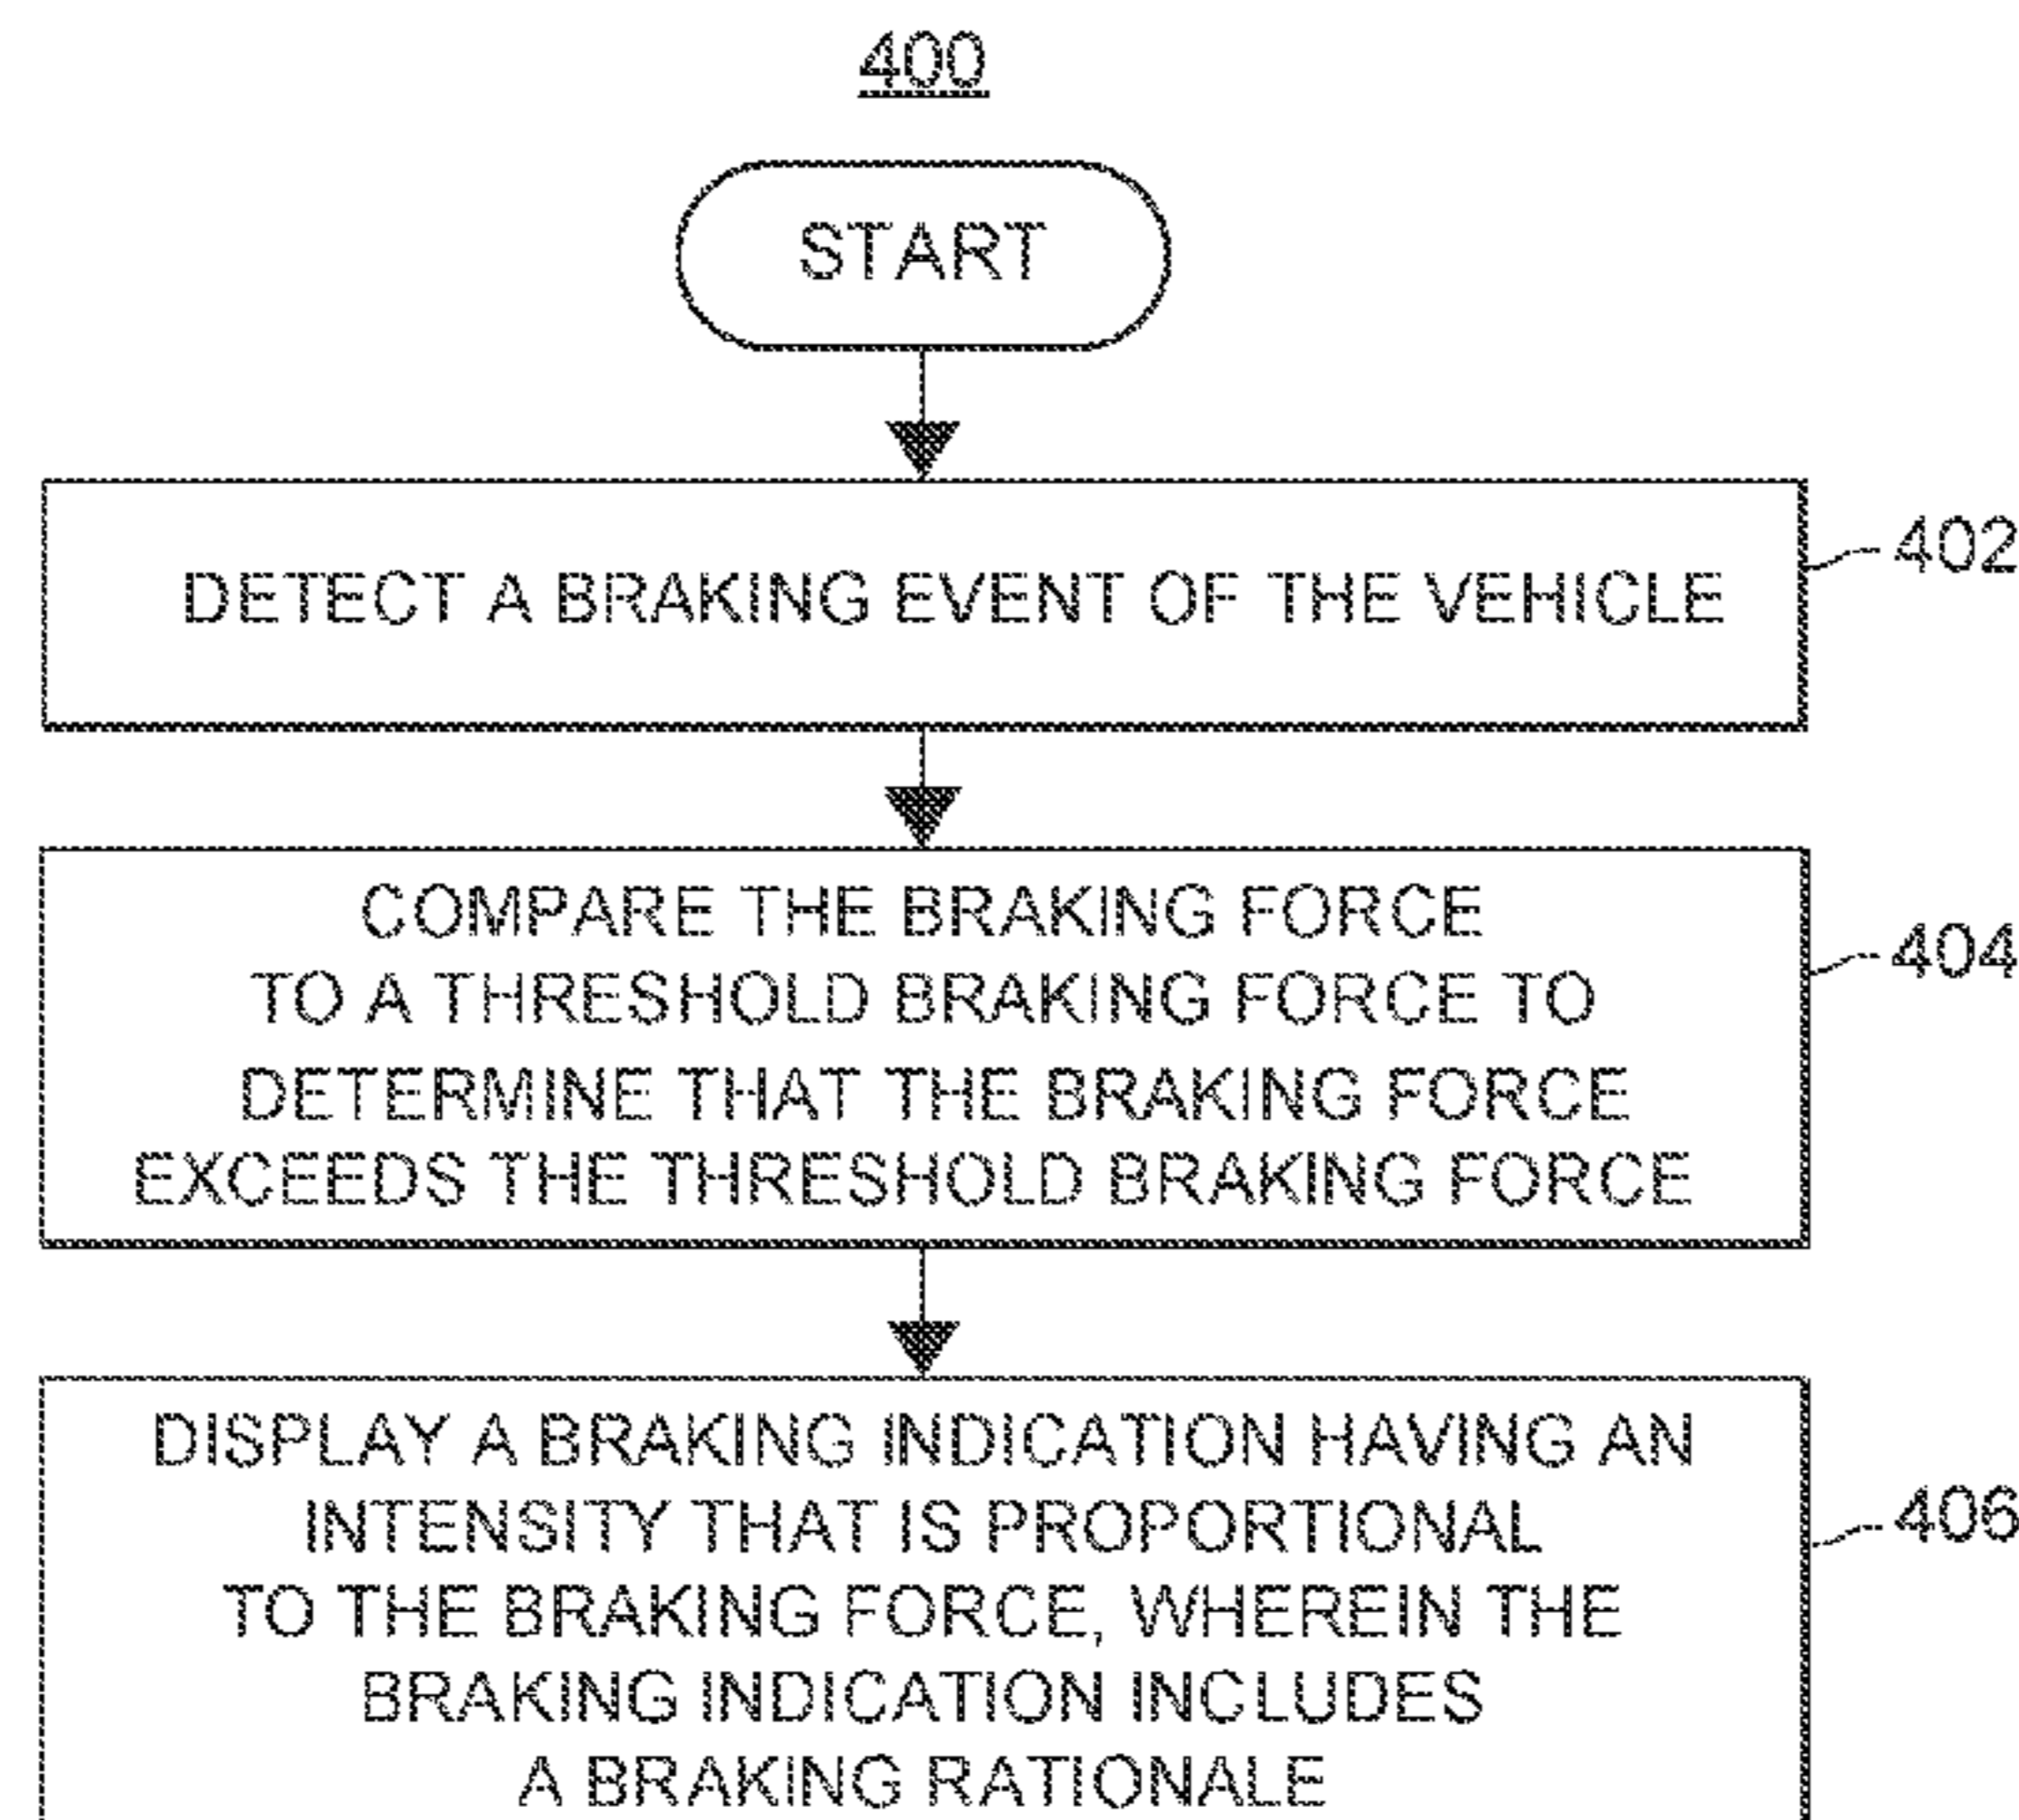 400
START
DETECT A BRAKING EVENT OF THE VEHICLE
402
COMPARE THE BRAKING FORCE
TO A THRESHOLD BRAKING FORCE TO
DETERMINE THAT THE BRAKING FORCE
EXCEEDS THE THRESHOLD BRAKING FORCE
404
DISPLAY A BRAKING INDICATION HAVING AN
INTENSITY THAT IS PROPORTIONAL
TO THE BRAKING FORCE, WHEREIN THE
BRAKING INDICATION INCLUDES
A BRAKING RATIONALE
406